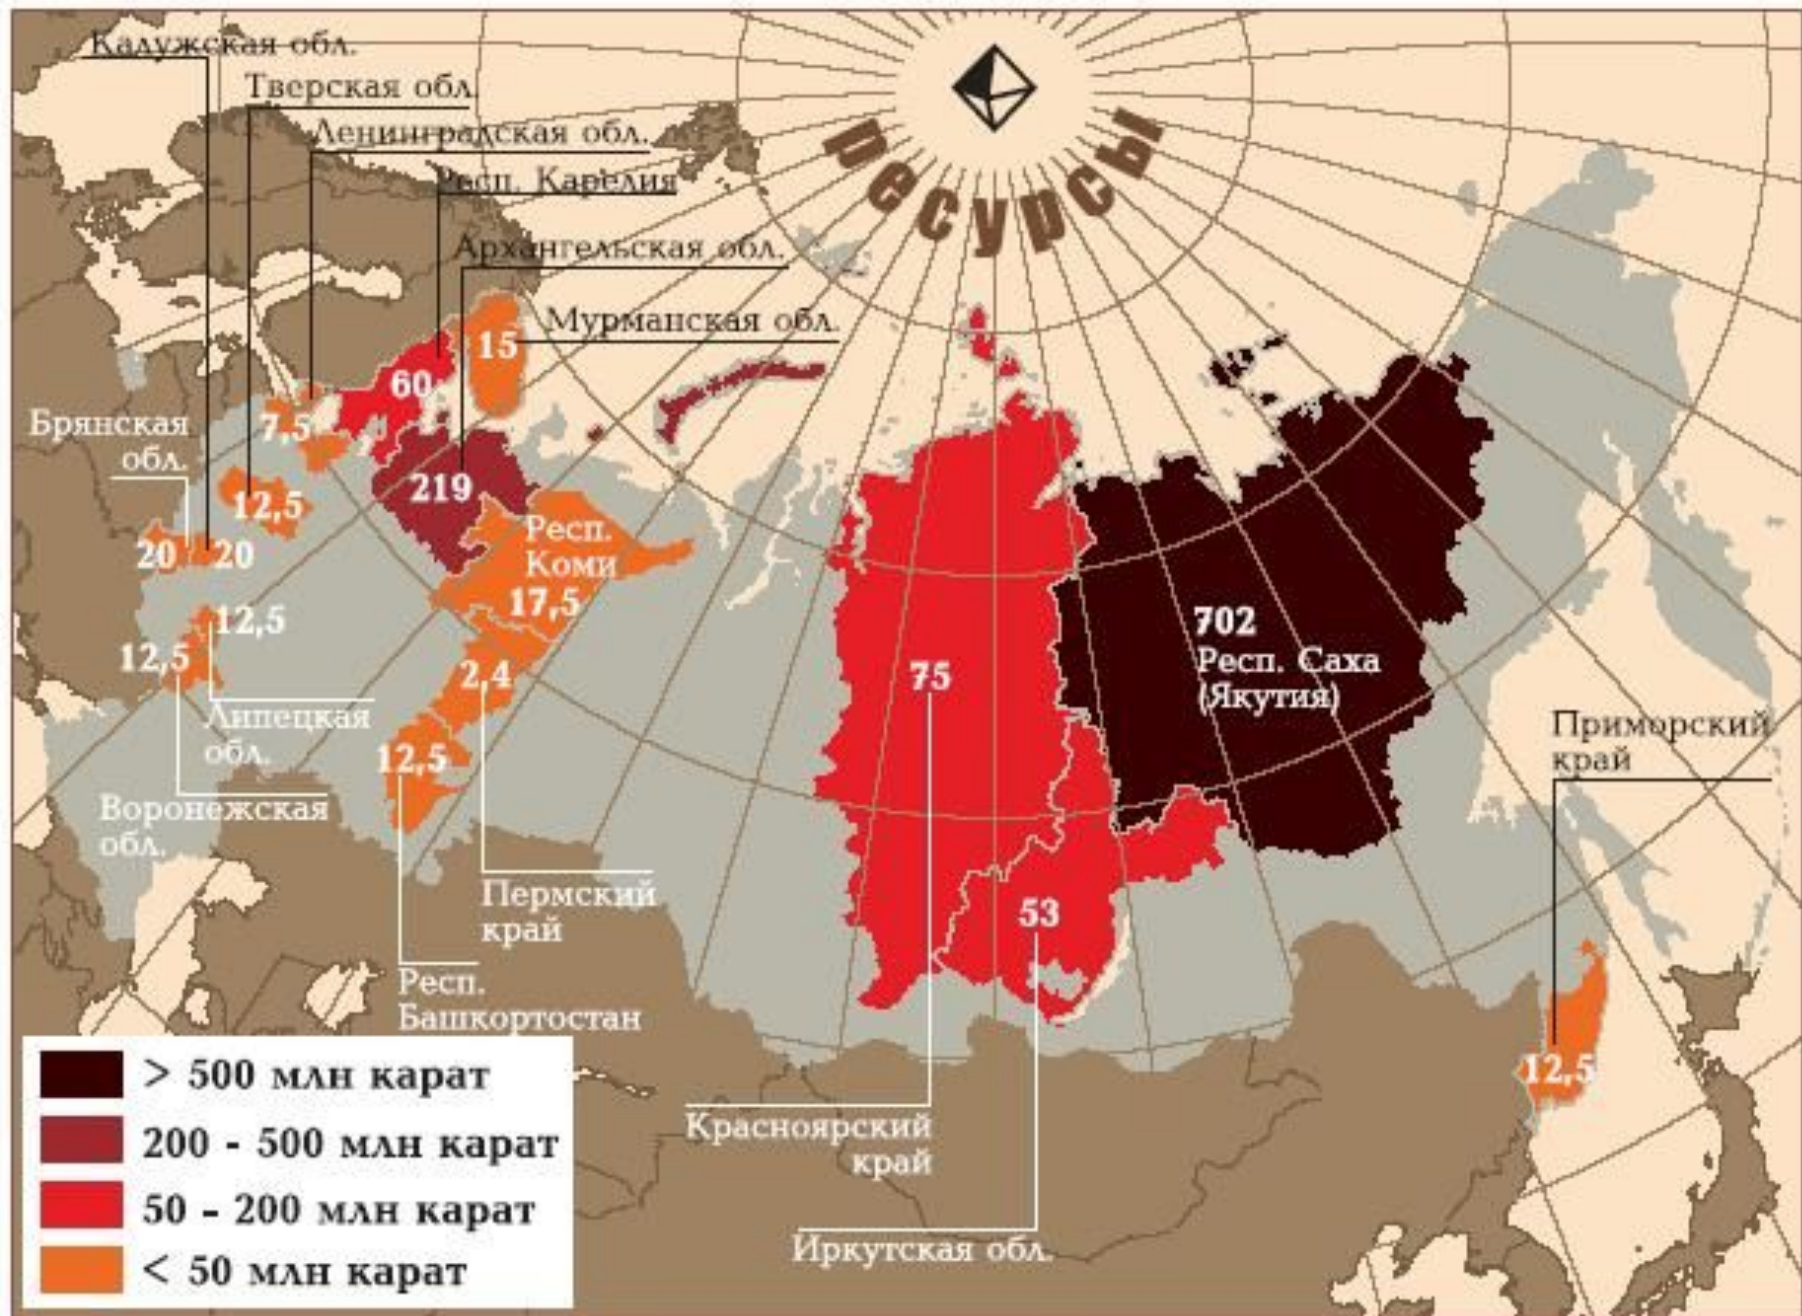 Калужская обл.
Тверская обл.
Ленинградская обл.
Респ. Карелия
Архангельская обл.
Мурманская обл.
ресурсы
15
60
7,5
Брянская
обл.
219
12,5
20
20
Респ.
Коми
17,5
12,5
12,5
2,4
12,5
Липецкая
обл.
Воронежская
обл.
Пермский
край
Респ.
Башкортостан
75
702
Респ. Саха
(Якутия)
53
Приморский
край
12,5
Красноярский
край
Иркутская обл.
> 500 млн карат
200 - 500 млн карат
50 - 200 млн карат
< 50 млн карат